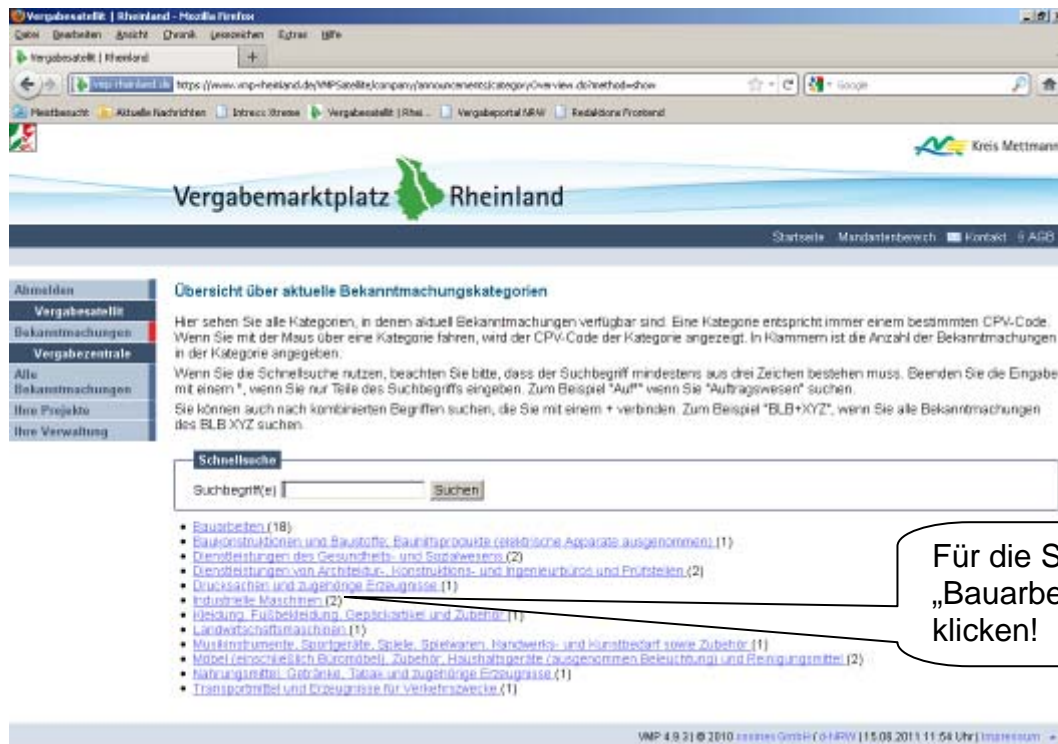 Vergabesatellit | Rheinland - Mozilla Firefox
Datei Bearbeiten Ansicht Chronik Lesezeichen Extras Hilfe
Vergabesatellit | Rheinland +
vmp-rheinland.de https://www.vmp-rheinland.de/VMPSatellite/company/announcements/categoryOverview.do?method=show Google
Meistbesucht Aktuelle Nachrichten Intrexx Xtreme Vergabesatellit | Rhei... Vergabeportal NRW Redaktions Frontend
Kreis Mettmann
Vergabemarktplatz Rheinland
Startseite Mandantenbereich Kontakt § AGB
Abmelden
Vergabesatellit
Bekanntmachungen
Vergabezentrale
Alle
Bekanntmachungen
Ihre Projekte
Ihre Verwaltung
Übersicht über aktuelle Bekanntmachungskategorien
Hier sehen Sie alle Kategorien, in denen aktuell Bekanntmachungen verfügbar sind. Eine Kategorie entspricht immer einem bestimmten CPV-Code.
Wenn Sie mit der Maus über eine Kategorie fahren, wird der CPV-Code der Kategorie angezeigt. In Klammern ist die Anzahl der Bekanntmachungen
in der Kategorie angegeben.
Wenn Sie die Schnellsuche nutzen, beachten Sie bitte, dass der Suchbegriff mindestens aus drei Zeichen bestehen muss. Beenden Sie die Eingabe
mit einem *, wenn Sie nur Teile des Suchbegriffs eingeben. Zum Beispiel "Auf*" wenn Sie "Auftragswesen" suchen.
Sie können auch nach kombinierten Begriffen suchen, die Sie mit einem + verbinden. Zum Beispiel "BLB+XYZ", wenn Sie alle Bekanntmachungen
des BLB XYZ suchen.
Schnellsuche
Suchbegriff(e) Suchen
• Bauarbeiten (18)
• Baukonstruktionen und Baustoffe; Bauhilfsprodukte (elektrische Apparate ausgenommen) (1)
• Dienstleistungen des Gesundheits- und Sozialwesens (2)
• Dienstleistungen von Architektur-, Konstruktions- und Ingenieurbüros und Prüfstellen (2)
• Drucksachen und zugehörige Erzeugnisse (1)
• Industrielle Maschinen (2)
• Kleidung, Fußbekleidung, Gepäckartikel und Zubehör (1)
• Landwirtschaftsmaschinen (1)
• Musikinstrumente, Sportgeräte, Spiele, Spielwaren, Handwerks- und Kunstbedarf sowie Zubehör (1)
• Möbel (einschließlich Büromöbel), Zubehör, Haushaltsgeräte (ausgenommen Beleuchtung) und Reinigungsmittel (2)
• Nahrungsmittel, Getränke, Tabak und zugehörige Erzeugnisse (1)
• Transportmittel und Erzeugnisse für Verkehrszwecke (1)
Für die S
„Bauarbe
klicken!
VMP 4.9.3 | © 2010 cosinex GmbH / d-NRW | 15.08.2011 11:54 Uhr | Impressum